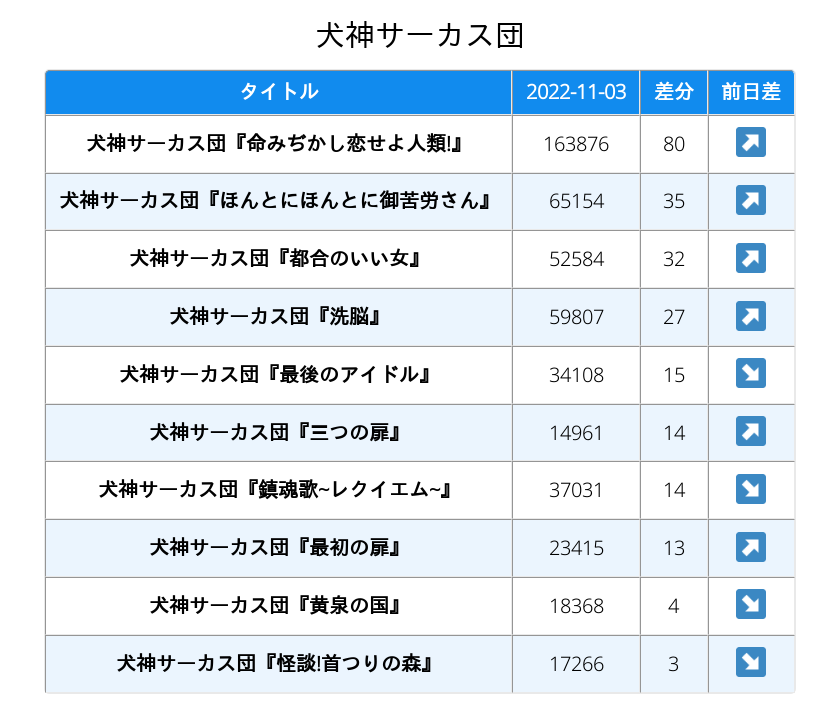 犬神サーカス団
タイトル 2022-11-03 差分 前日差
犬神サーカス団『命みぢかし恋せよ人類!』 163876 80 ↗
犬神サーカス団『ほんとにほんとに御苦労さん』 65154 35 ↗
犬神サーカス団『都合のいい女』 52584 32 ↗
犬神サーカス団『洗脳』 59807 27 ↗
犬神サーカス団『最後のアイドル』 34108 15 ↘
犬神サーカス団『三つの扉』 14961 14 ↗
犬神サーカス団『鎮魂歌~レクイエム~』 37031 14 ↘
犬神サーカス団『最初の扉』 23415 13 ↗
犬神サーカス団『黄泉の国』 18368 4 ↘
犬神サーカス団『怪談!首つりの森』 17266 3 ↘